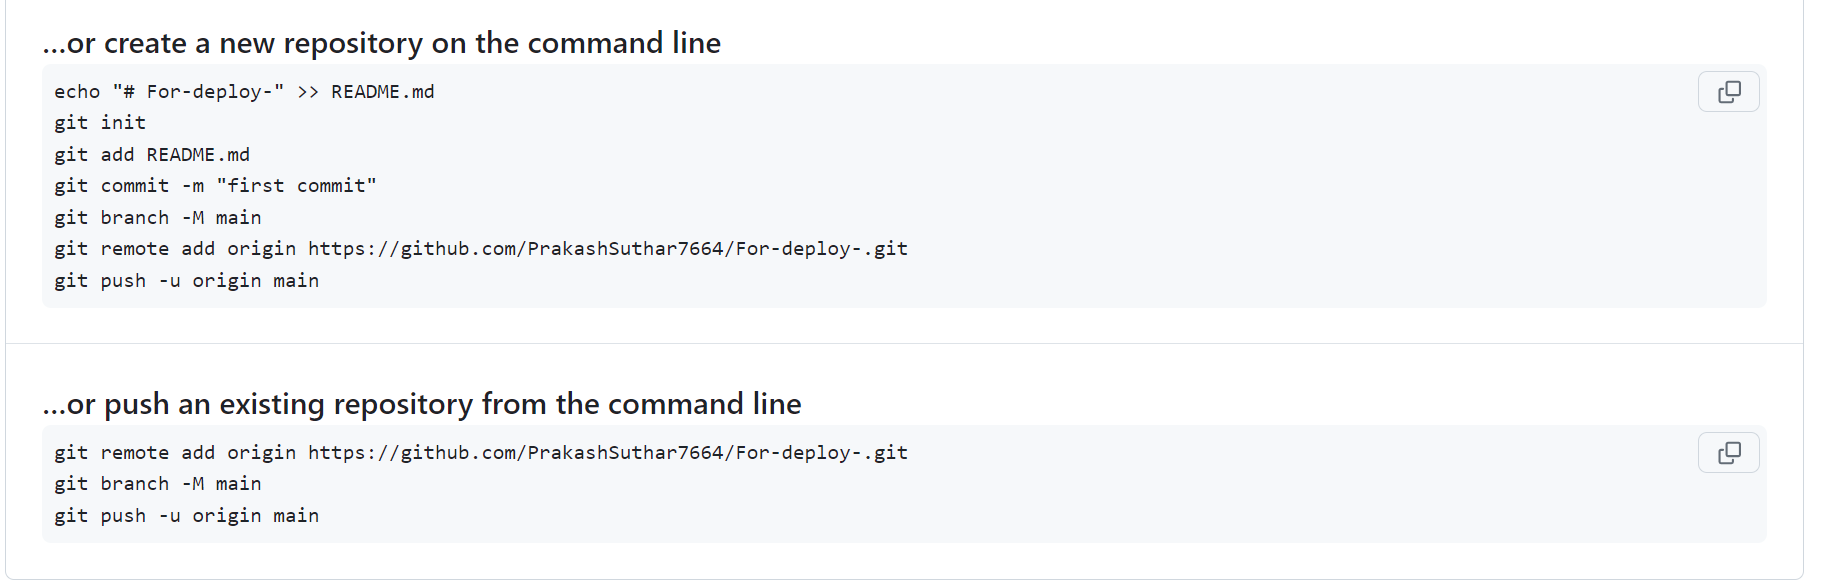 …or create a new repository on the command line
echo "# For-deploy-" >> README.md
git init
git add README.md
git commit -m "first commit"
git branch -M main
git remote add origin https://github.com/PrakashSuthar7664/For-deploy-.git
git push -u origin main
…or push an existing repository from the command line
git remote add origin https://github.com/PrakashSuthar7664/For-deploy-.git
git branch -M main
git push -u origin main